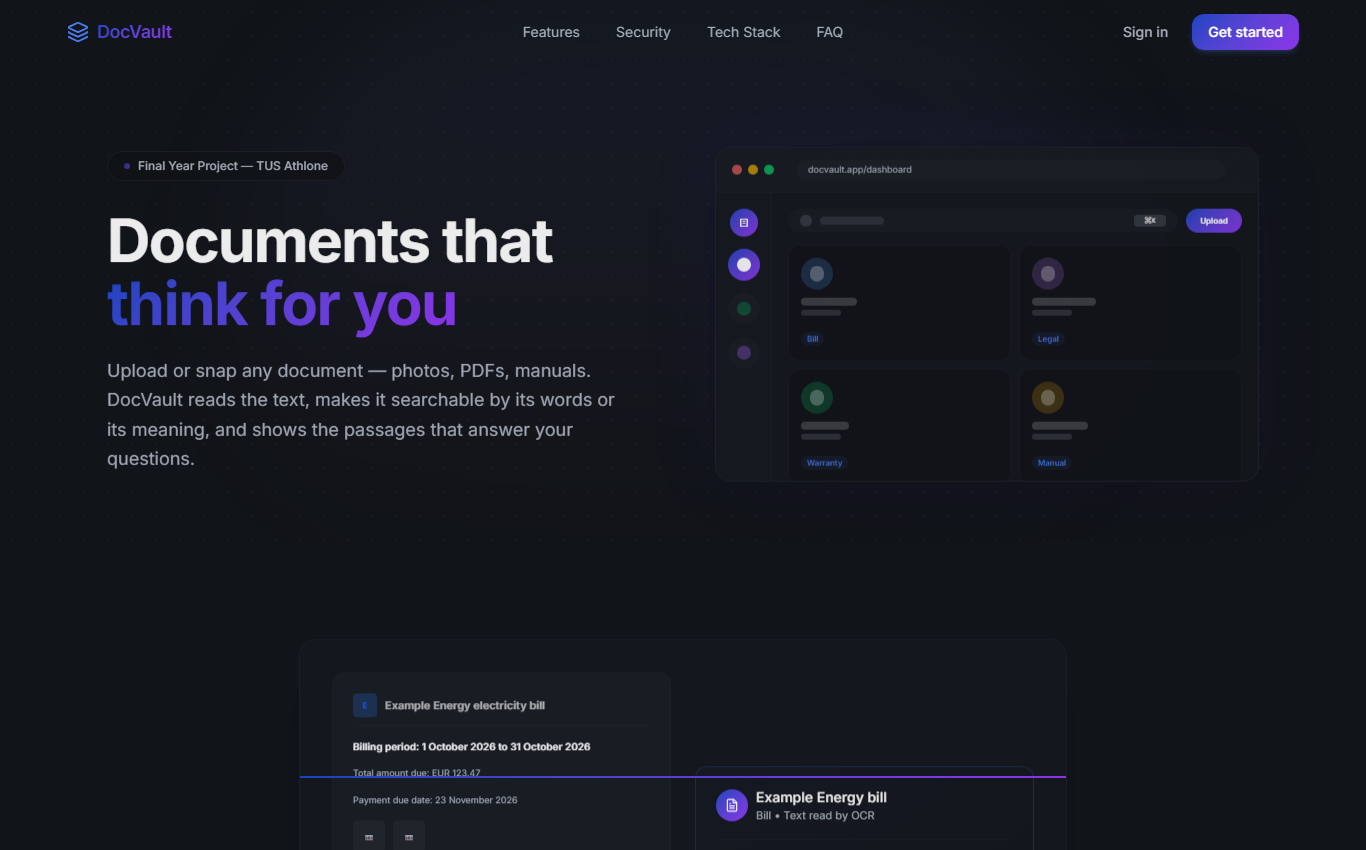 DocVault
Features
Security
Tech Stack
FAQ
Sign in
Get started
Final Year Project — TUS Athlone
Documents that
think for you
Upload or snap any document — photos, PDFs, manuals.
DocVault reads the text, makes it searchable by its words or
its meaning, and shows the passages that answer your
questions.
docvault.app/dashboard
⌘K
Upload
Bill
Legal
Warranty
Manual
E
Example Energy electricity bill
Billing period: 1 October 2026 to 31 October 2026
Total amount due: EUR 123.47
Payment due date: 23 November 2026
Example Energy bill
Bill • Text read by OCR